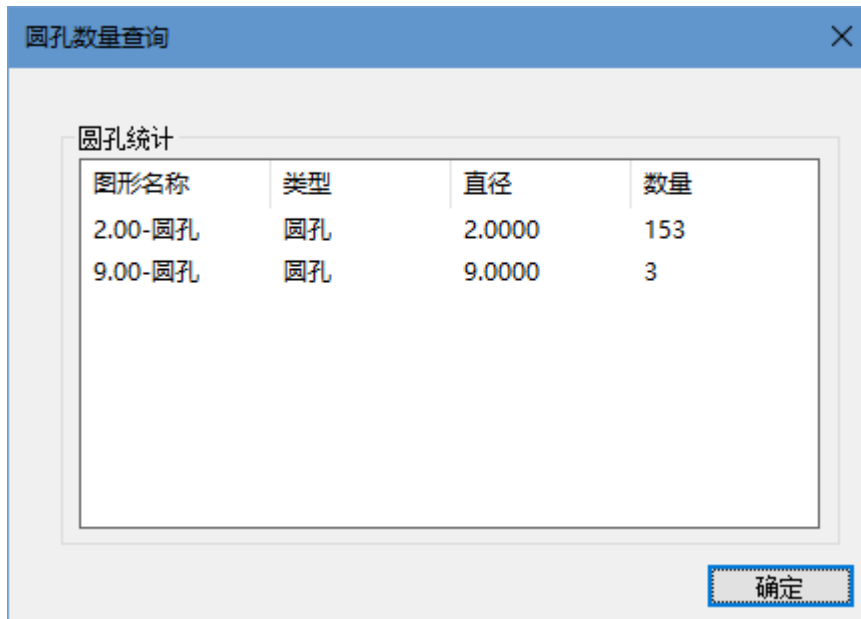 圆孔数量查询
圆孔统计
图形名称 类型 直径 数量
2.00-圆孔 圆孔 2.0000 153
9.00-圆孔 圆孔 9.0000 3
确定